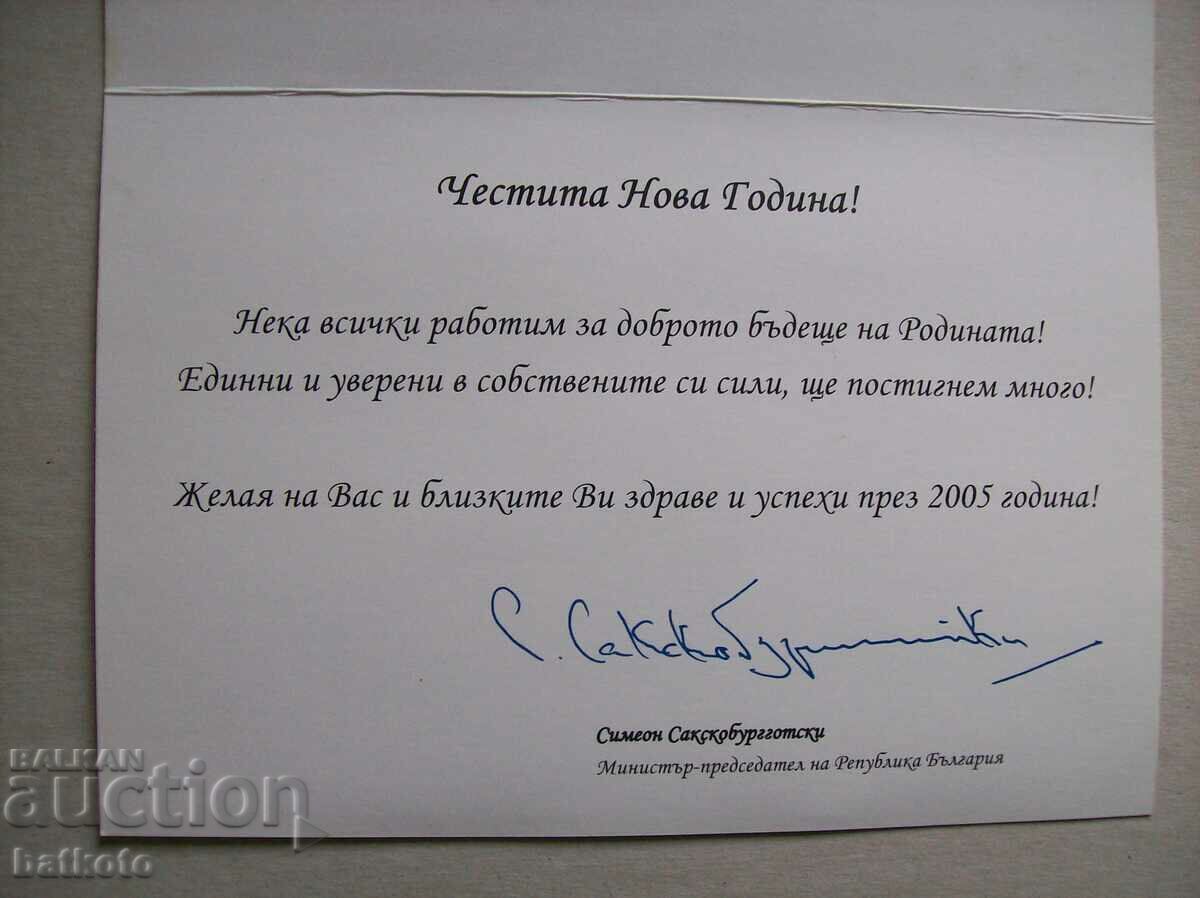 Честита Нова Година!
Нека всички работим за доброто бъдеще на Родината!
Единни и уверени в собствените си сили, ще постигнем много!
Желая на Вас и близките Ви здраве и успехи през 2005 година!
С. Сакскобургготски
Симеон Сакскобургготски
Министър-председател на Република България
BALKAN
auction
batkoto